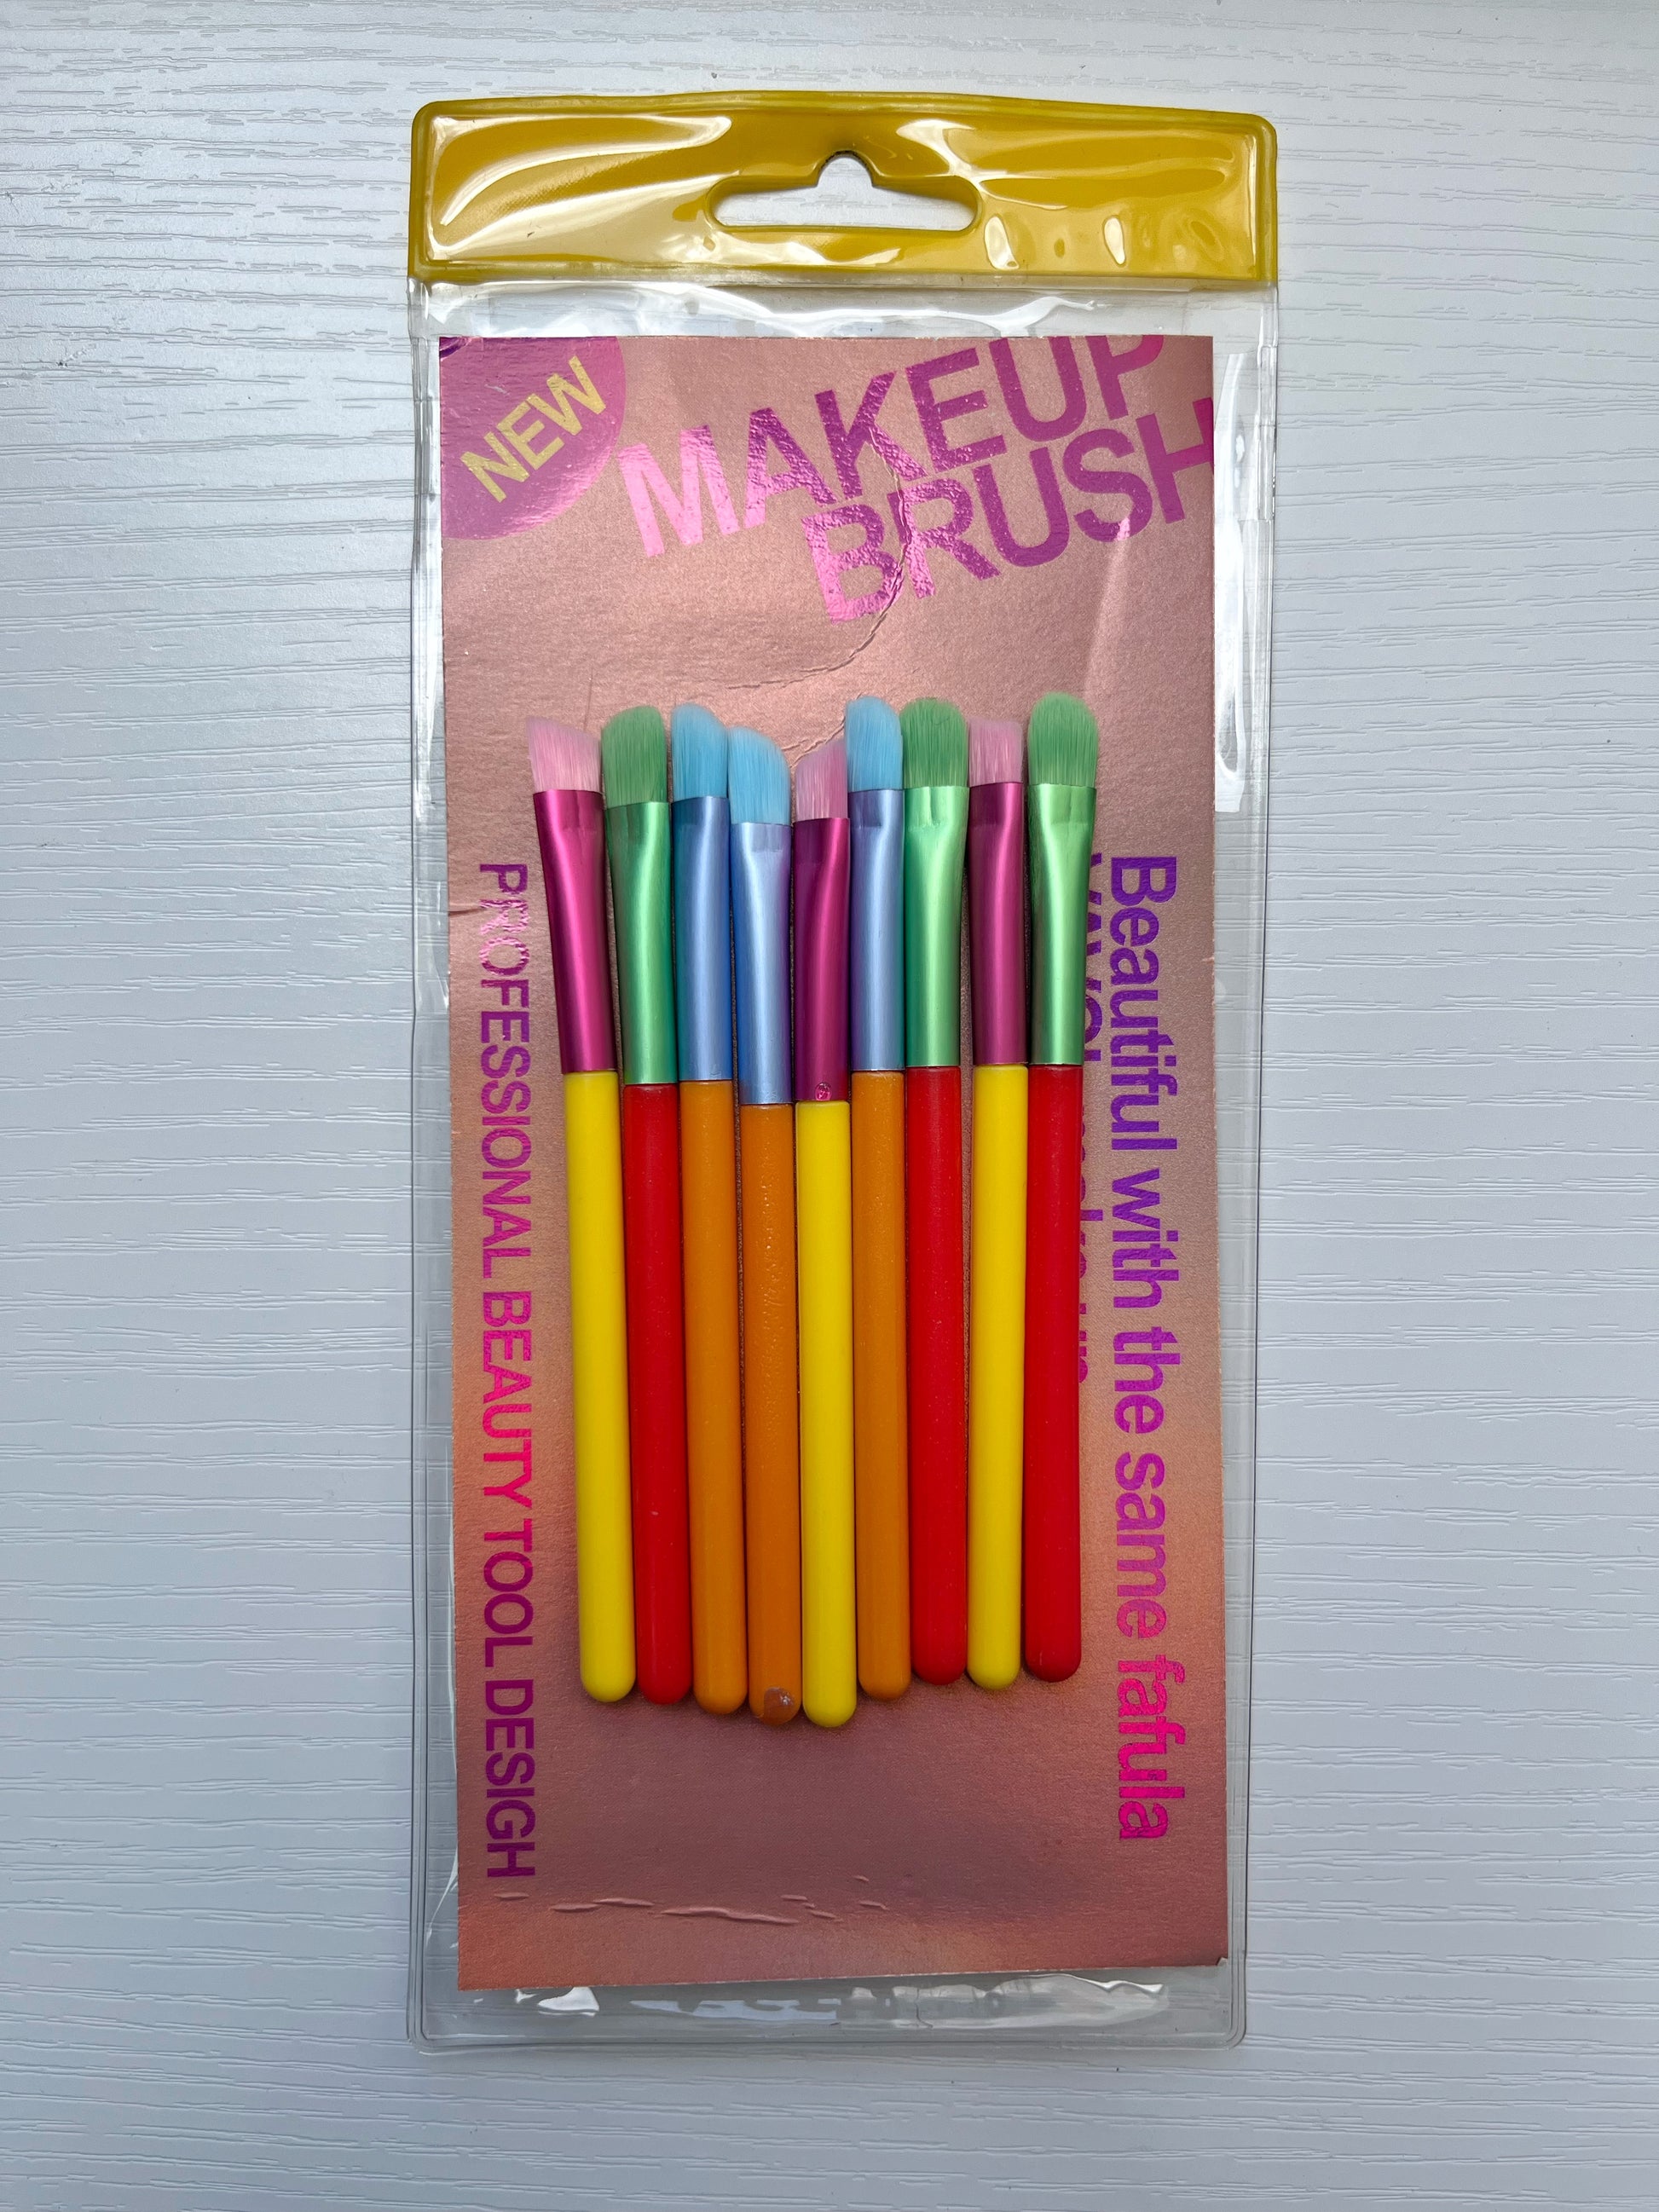 NEW
MAKEUP
BRUSH
PROFESSIONAL BEAUTY TOOL DESIGH
Beautiful with the same fafula